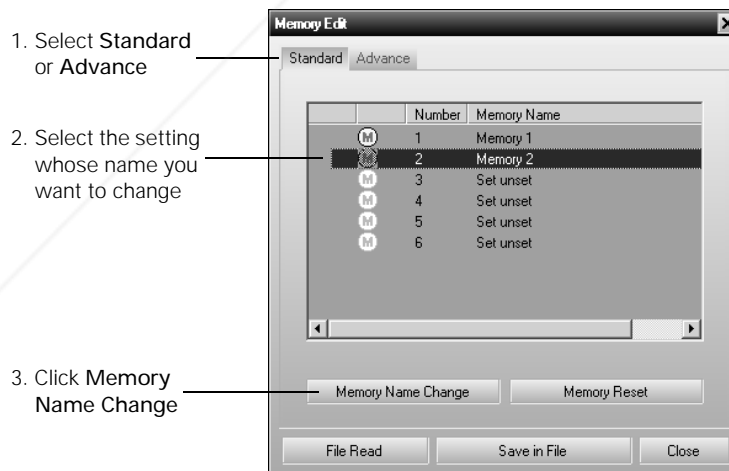 Memory Edit
1. Select Standard
or Advance
Standard Advance
Number Memory Name
1 Memory 1
2. Select the setting
whose name you
want to change
2 Memory 2
3 Set unset
4 Set unset
5 Set unset
6 Set unset
3. Click Memory
Name Change
Memory Name Change Memory Reset
File Read Save in File Close